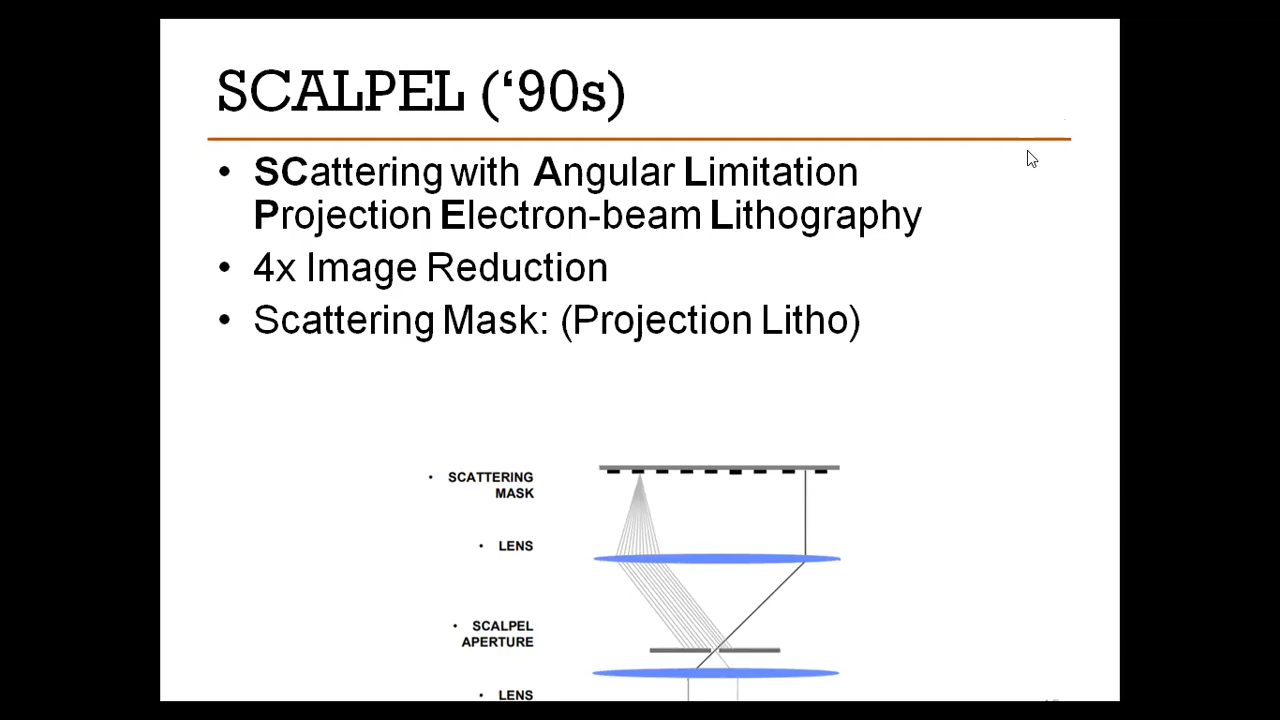 SCALPEL (‘90s)
• SCattering with Angular Limitation
Projection Electron-beam Lithography
• 4x Image Reduction
• Scattering Mask: (Projection Litho)
• SCATTERING
MASK
• LENS
• SCALPEL
APERTURE
• LENS